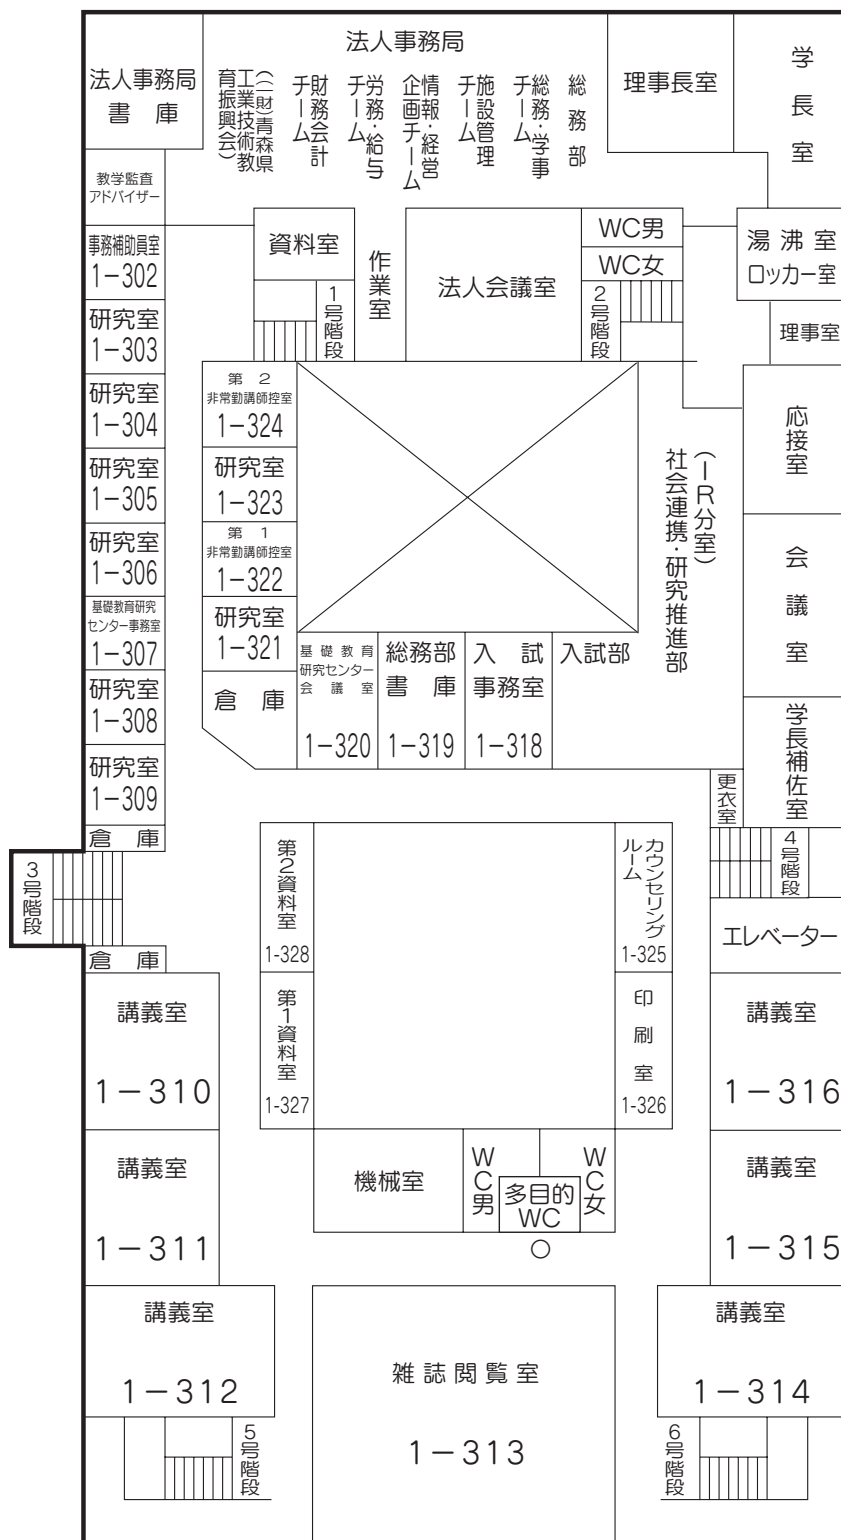 法人事務局
書 庫
法人事務局
(（一財）青森県
工業技術教
育振興会)
財務会計
チーム
労務・給与
チーム
情報・経営
企画チーム
施設管理
チーム
総務・学事
チーム
総務部
理事長室
学長室
教学監査
アドバイザー
事務補助員室
1-302
研究室
1-303
研究室
1-304
研究室
1-305
研究室
1-306
基礎教育研究
センター事務室
1-307
研究室
1-308
研究室
1-309
倉 庫
3号階段
倉 庫
資料室
1号階段
作業室
法人会議室
WC男
WC女
2号階段
湯 沸 室
ロッカー室
理事室
応接室
会議室
学長補佐室
更衣室
4号階段
エレベーター
第 2
非常勤講師控室
1-324
研究室
1-323
第 1
非常勤講師控室
1-322
研究室
1-321
倉 庫
基 礎 教 育
研究センター
会 議 室
1-320
総務部
書 庫
1-319
入 試
事務室
1-318
入試部
(IR分室)
社会連携・研究推進部
第2資料室
1-328
第1資料室
1-327
カウンセリング
ルーム
1-325
印刷室
1-326
機械室
WC男
多目的
WC
WC女
講義室
1-310
講義室
1-311
講義室
1-312
講義室
1-316
講義室
1-315
講義室
1-314
雑誌閲覧室
1-313
5号階段
6号階段